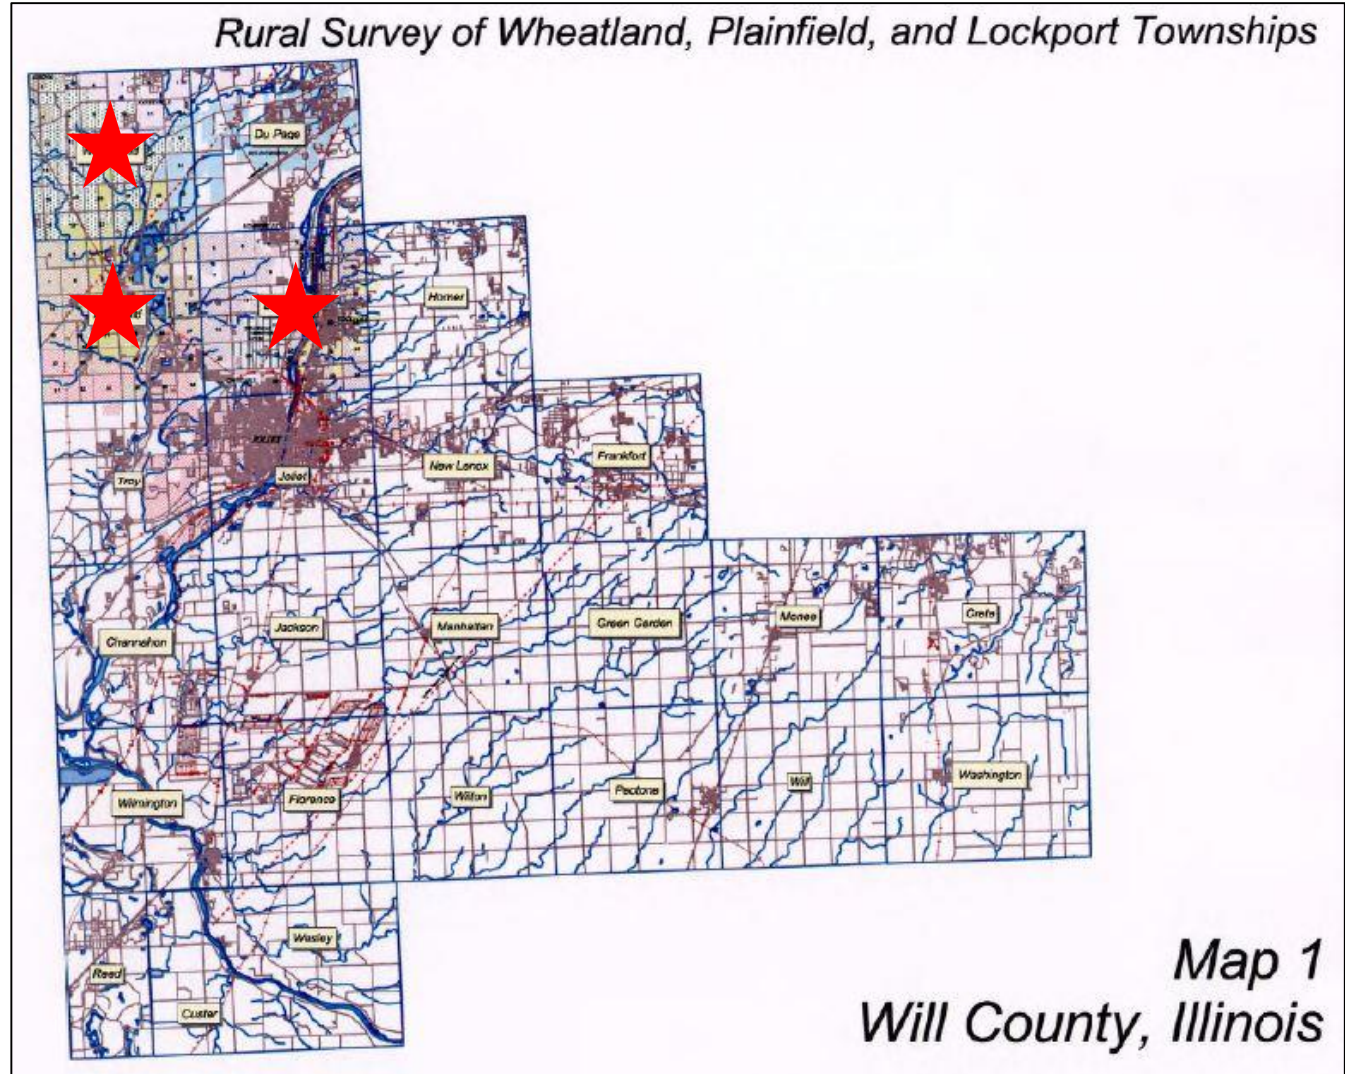 Rural Survey of Wheatland, Plainfield, and Lockport Townships
Du Page
Homer
JOLIET
Troy
Joliet
New Lenox
Frankfort
Channahon
Jackson
Manhattan
Green Garden
Monee
Crete
Wilmington
Florence
Wilton
Peotone
Will
Washington
Wesley
Reed
Custer
Map 1
Will County, Illinois